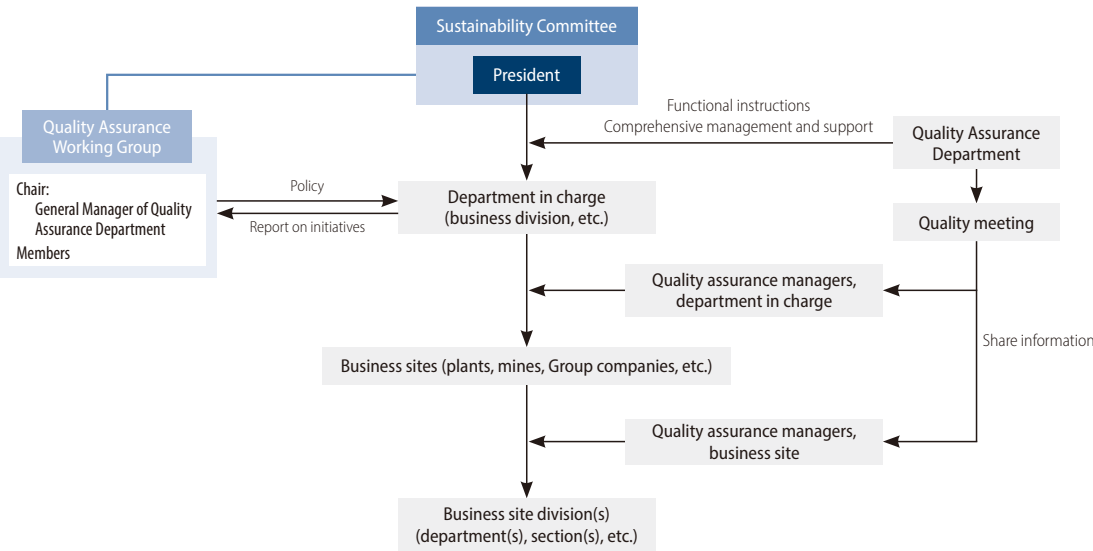 Sustainability Committee
President
Functional instructions
Comprehensive management and support
Quality Assurance
Department
Quality Assurance
Working Group
Chair:
General Manager of Quality
Assurance Department
Members
Policy
Report on initiatives
Department in charge
(business division, etc.)
Quality meeting
Quality assurance managers,
department in charge
Share information
Business sites (plants, mines, Group companies, etc.)
Quality assurance managers,
business site
Business site division(s)
(department(s), section(s), etc.)